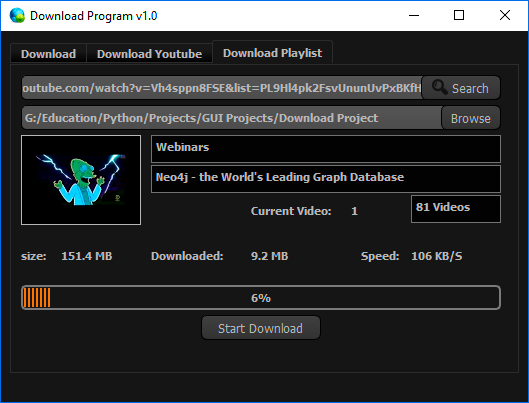 Download Program v1.0
Download Download Youtube Download Playlist
outube.com/watch?v=Vh4sppn8FSE&list=PL9Hl4pk2FsvUnunUvPxBKfH Search
G:/Education/Python/Projects/GUI Projects/Download Project Browse
Webinars
Neo4j - the World's Leading Graph Database
Current Video: 1 81 Videos
size: 151.4 MB Downloaded: 9.2 MB Speed: 106 KB/S
6%
Start Download